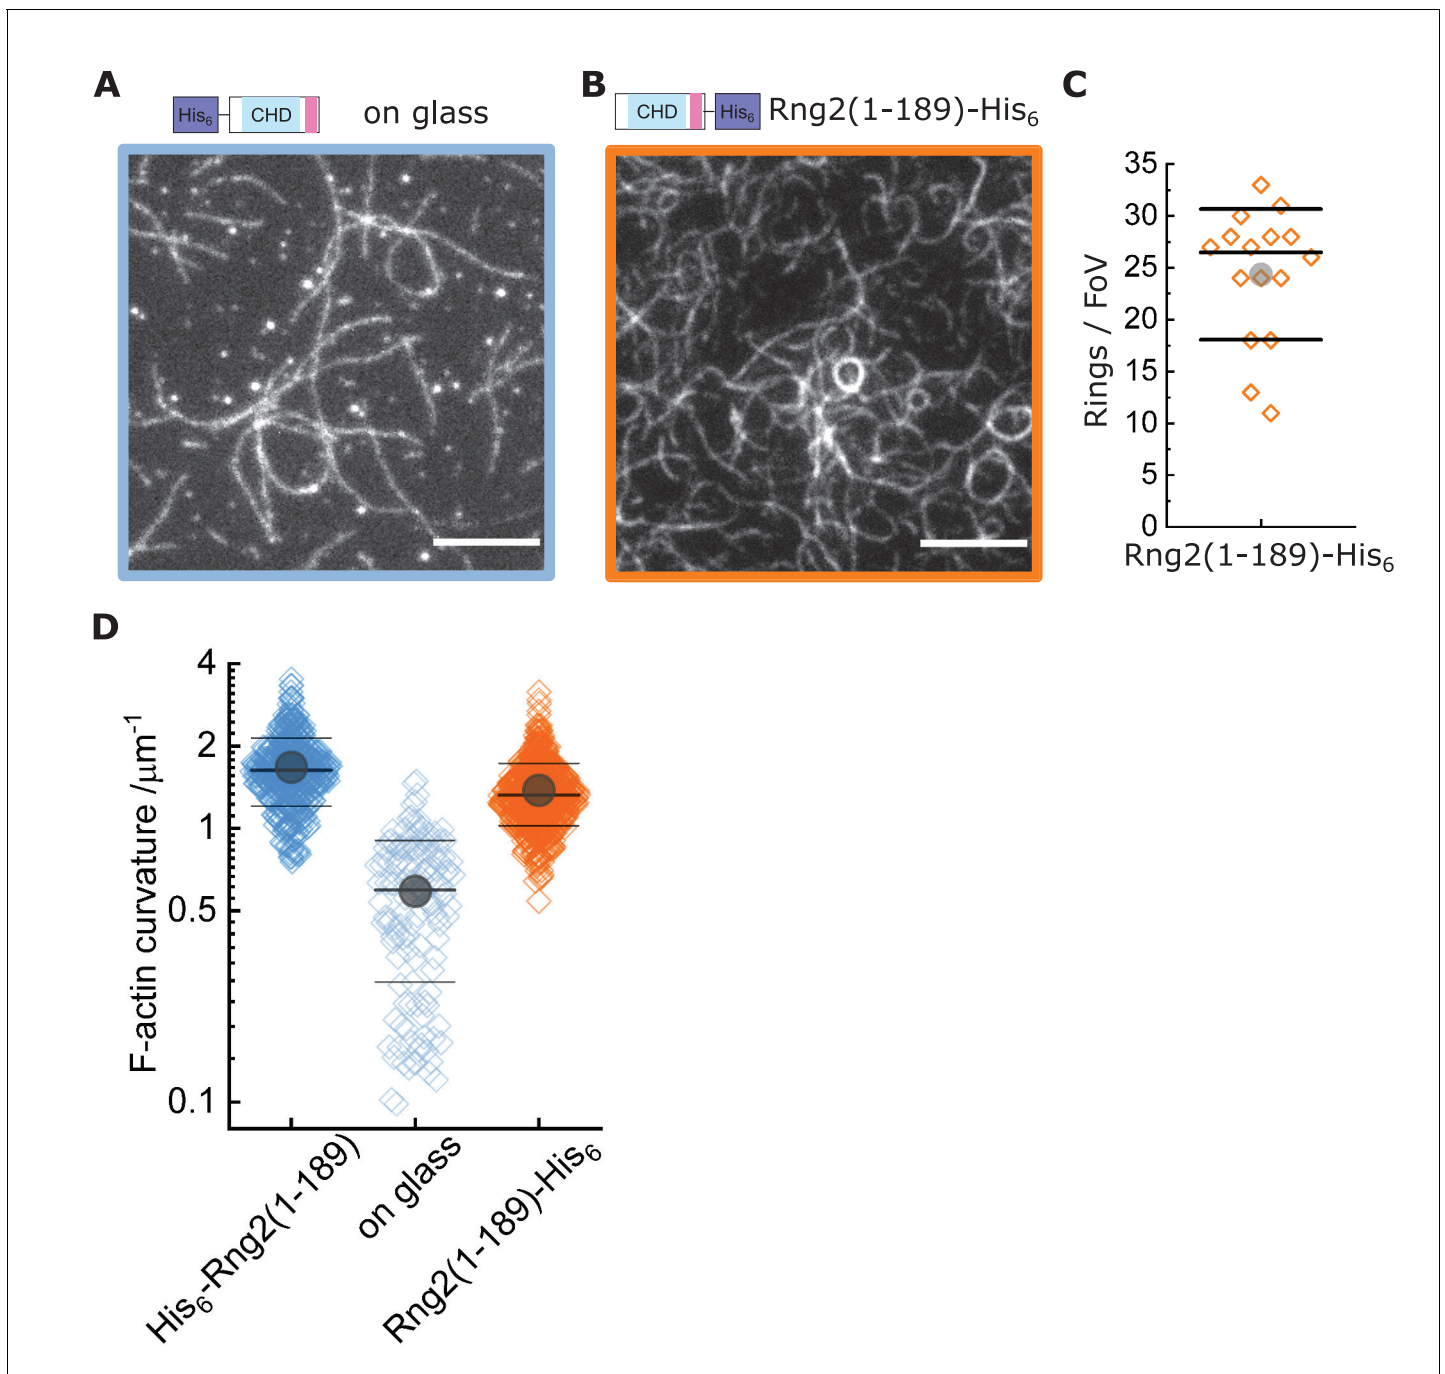 A
His6
CHD
on glass
B
CHD
His6
Rng2(1-189)-His6
C
35
30
25
20
15
10
5
0
Rings / FoV
Rng2(1-189)-His6
D
4
2
1
0.5
0.1
F-actin curvature /μm-1
His6-Rng2(1-189)
on glass
Rng2(1-189)-His6